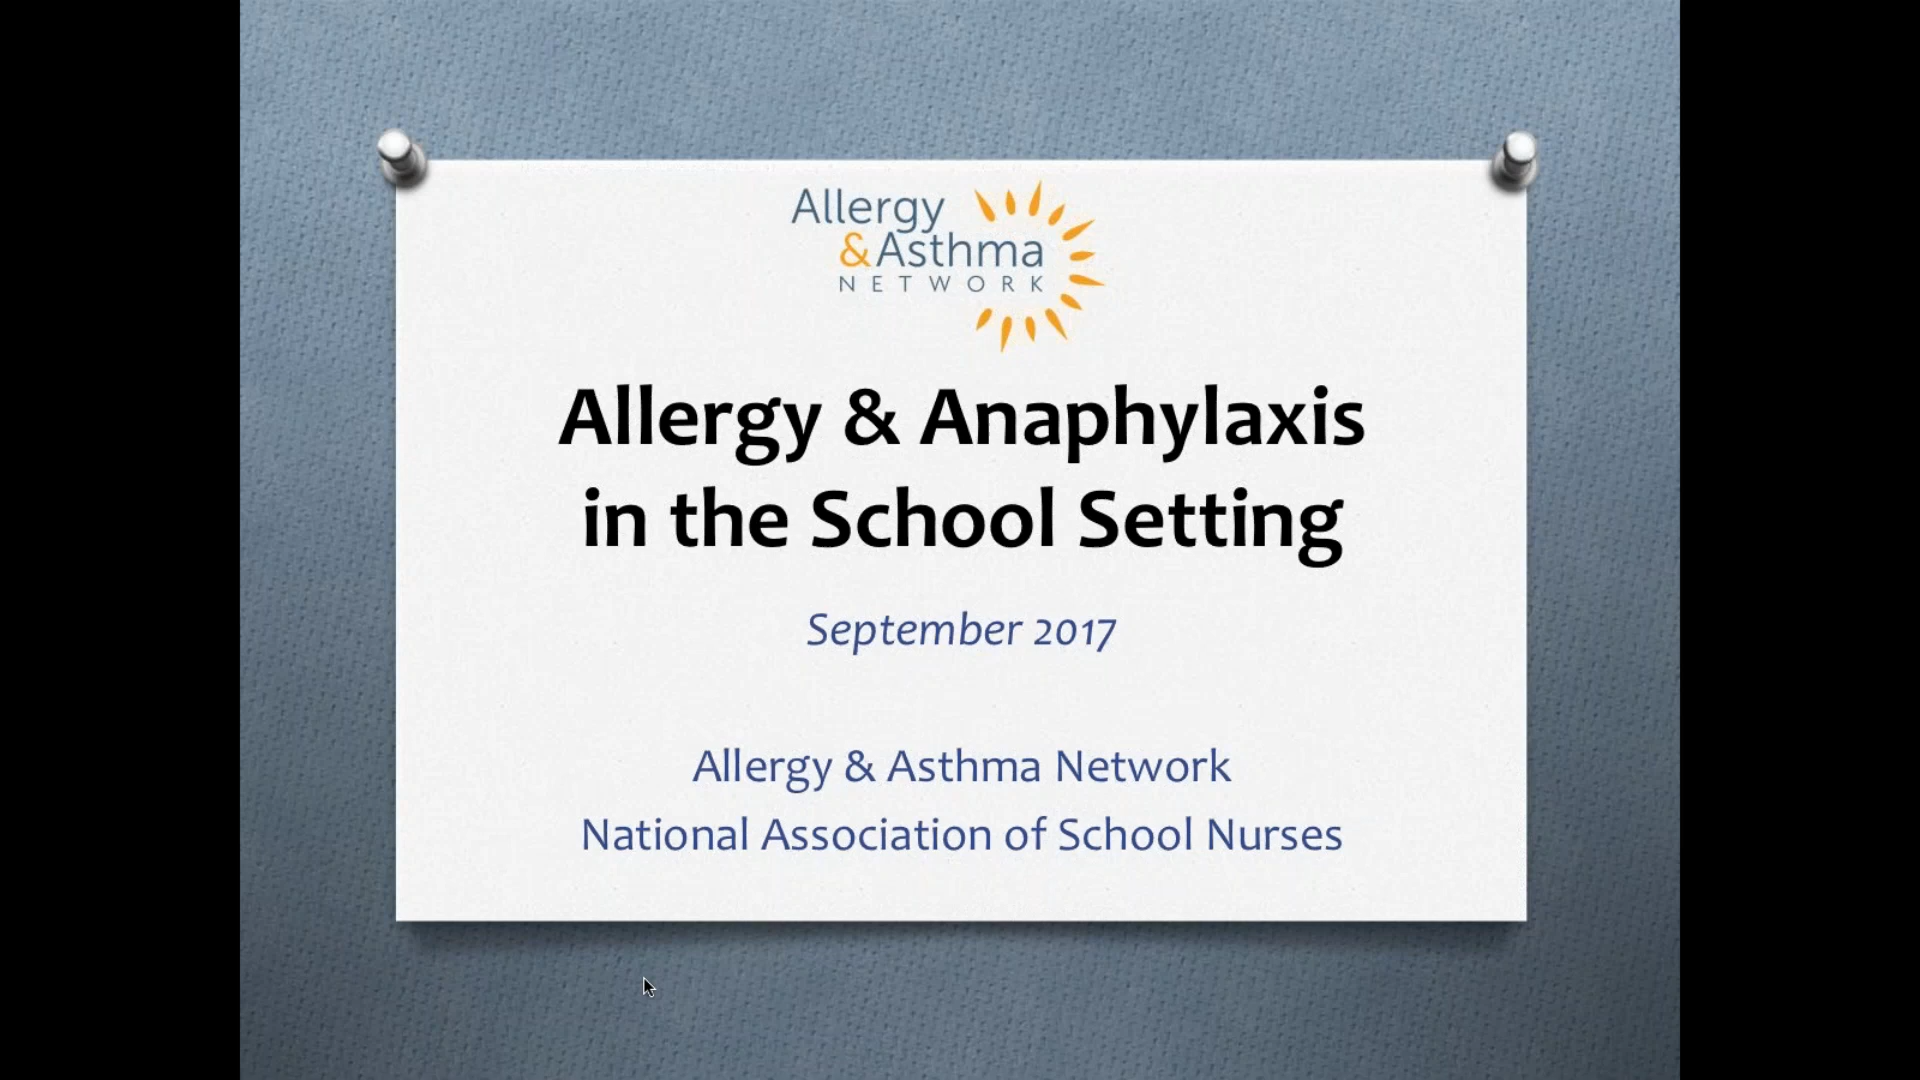 Allergy
&Asthma
NETWORK
Allergy & Anaphylaxis
in the School Setting
September 2017
Allergy & Asthma Network
National Association of School Nurses